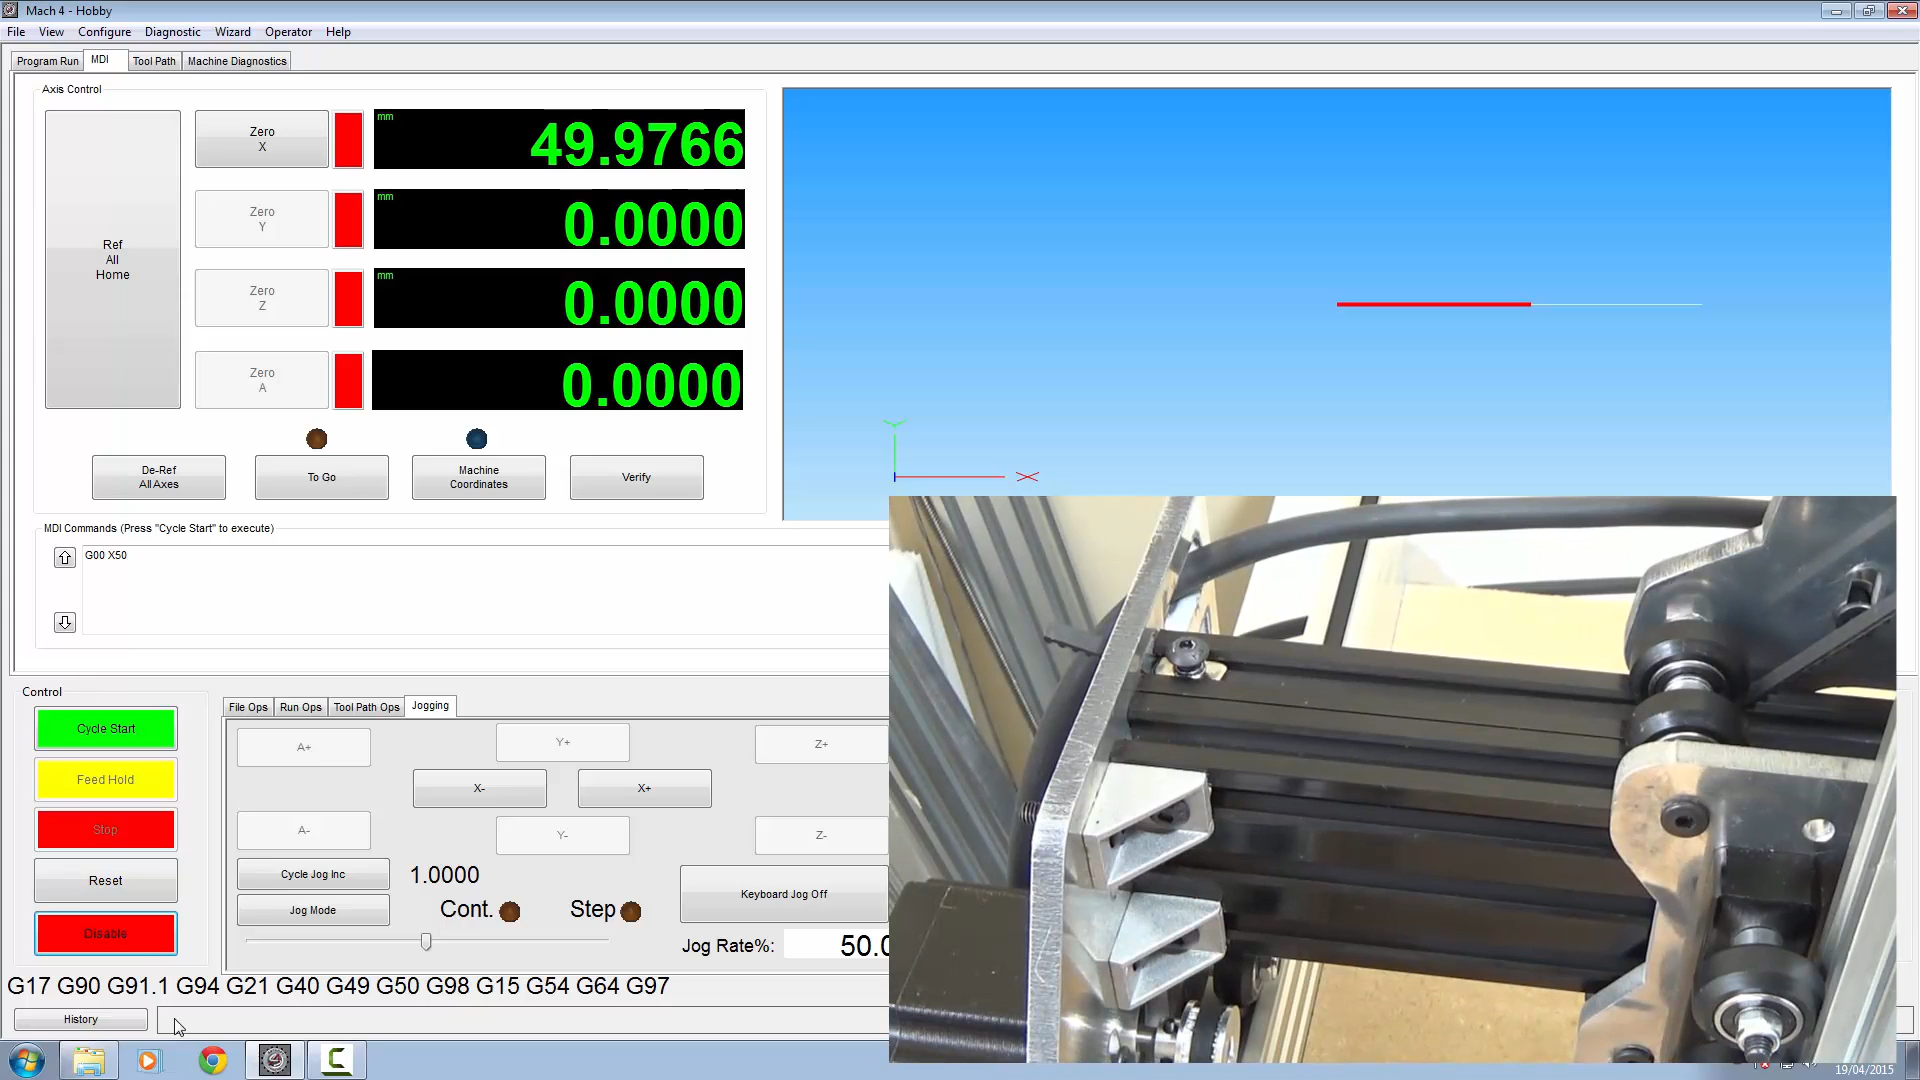 Mach 4 - Hobby
File View Configure Diagnostic Wizard Operator Help
Program Run MDI Tool Path Machine Diagnostics
Axis Control
Ref
All
Home
Zero
X
mm
49.9766
Zero
Y
mm
0.0000
Zero
Z
mm
0.0000
Zero
A
0.0000
De-Ref
All Axes
To Go
Machine
Coordinates
Verify
MDI Commands (Press "Cycle Start" to execute)
G00 X50
Control
Cycle Start
Feed Hold
Stop
Reset
Disable
File Ops Run Ops Tool Path Ops Jogging
A+
Y+
Z+
X-
X+
A-
Y-
Z-
Cycle Jog Inc
1.0000
Keyboard Jog Off
Jog Mode
Cont.
Step
Jog Rate%:
50.0
G17 G90 G91.1 G94 G21 G40 G49 G50 G98 G15 G54 G64 G97
History
19/04/2015